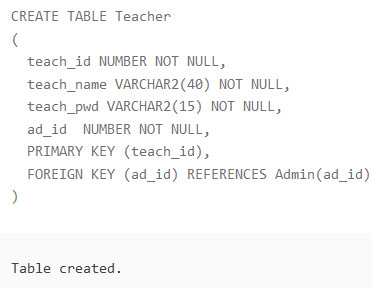 CREATE TABLE Teacher
(
  teach_id NUMBER NOT NULL,
  teach_name VARCHAR2(40) NOT NULL,
  teach_pwd VARCHAR2(15) NOT NULL,
  ad_id  NUMBER NOT NULL,
  PRIMARY KEY (teach_id),
  FOREIGN KEY (ad_id) REFERENCES Admin(ad_id)
)
Table created.